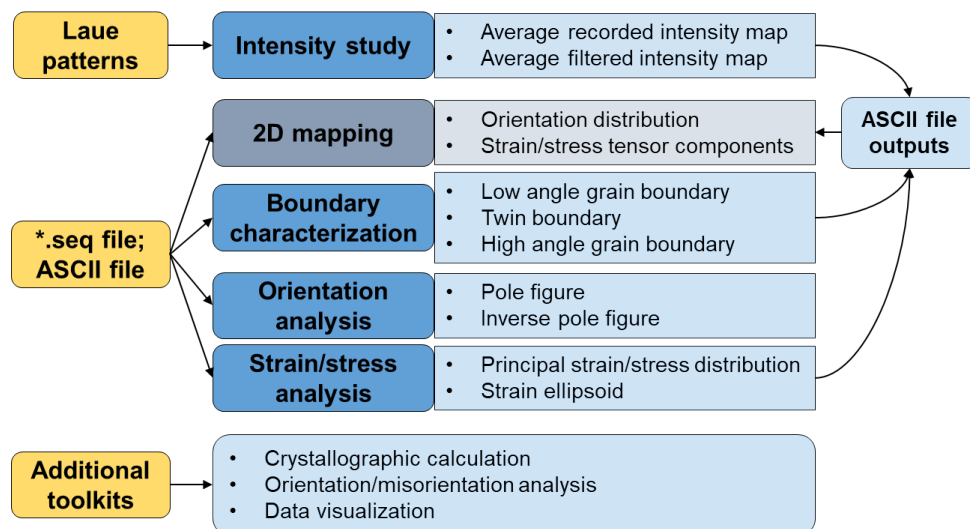 Laue
patterns
Intensity study
• Average recorded intensity map
• Average filtered intensity map
2D mapping
• Orientation distribution
• Strain/stress tensor components
ASCII file
outputs
Boundary
characterization
• Low angle grain boundary
• Twin boundary
• High angle grain boundary
*.seq file;
ASCII file
Orientation
analysis
• Pole figure
• Inverse pole figure
Strain/stress
analysis
• Principal strain/stress distribution
• Strain ellipsoid
Additional
toolkits
• Crystallographic calculation
• Orientation/misorientation analysis
• Data visualization